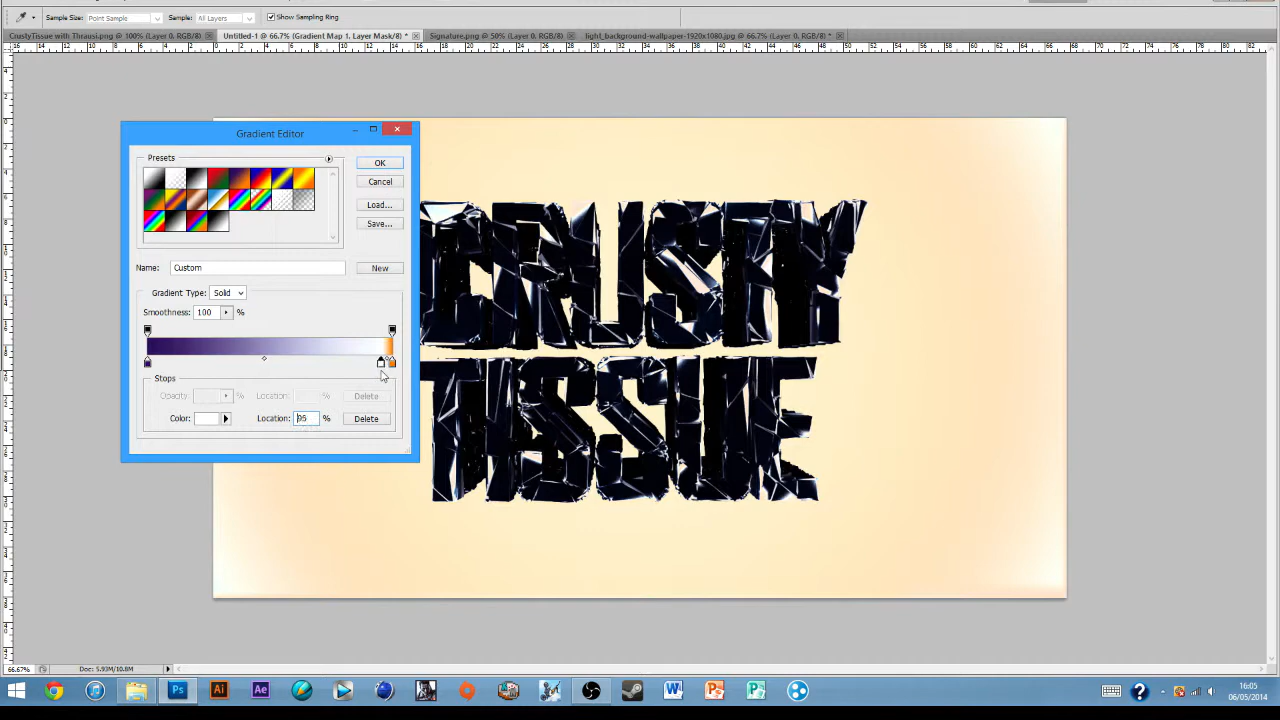 Sample Size: Point Sample Sample: All Layers Show Sampling Ring
CrustyTissue with Thrausi.png @ 100% (Layer 0, RGB/8) Untitled-1 @ 66.7% (Gradient Map 1, Layer Mask/8) * Signature.png @ 50% (Layer 0, RGB/8) light_background-wallpaper-1920x1080.jpg @ 66.7% (Layer 0, RGB/8) *
Gradient Editor
Presets
OK
Cancel
Load...
Save...
Name: Custom New
Gradient Type: Solid
Smoothness: 100 %
Stops
Opacity: % Location: % Delete
Color: Location: 95 % Delete
CRUSTY
TISSUE
66.67% Doc: 5.93M/10.8M
Ps Ai Ae
16:05
06/05/2014